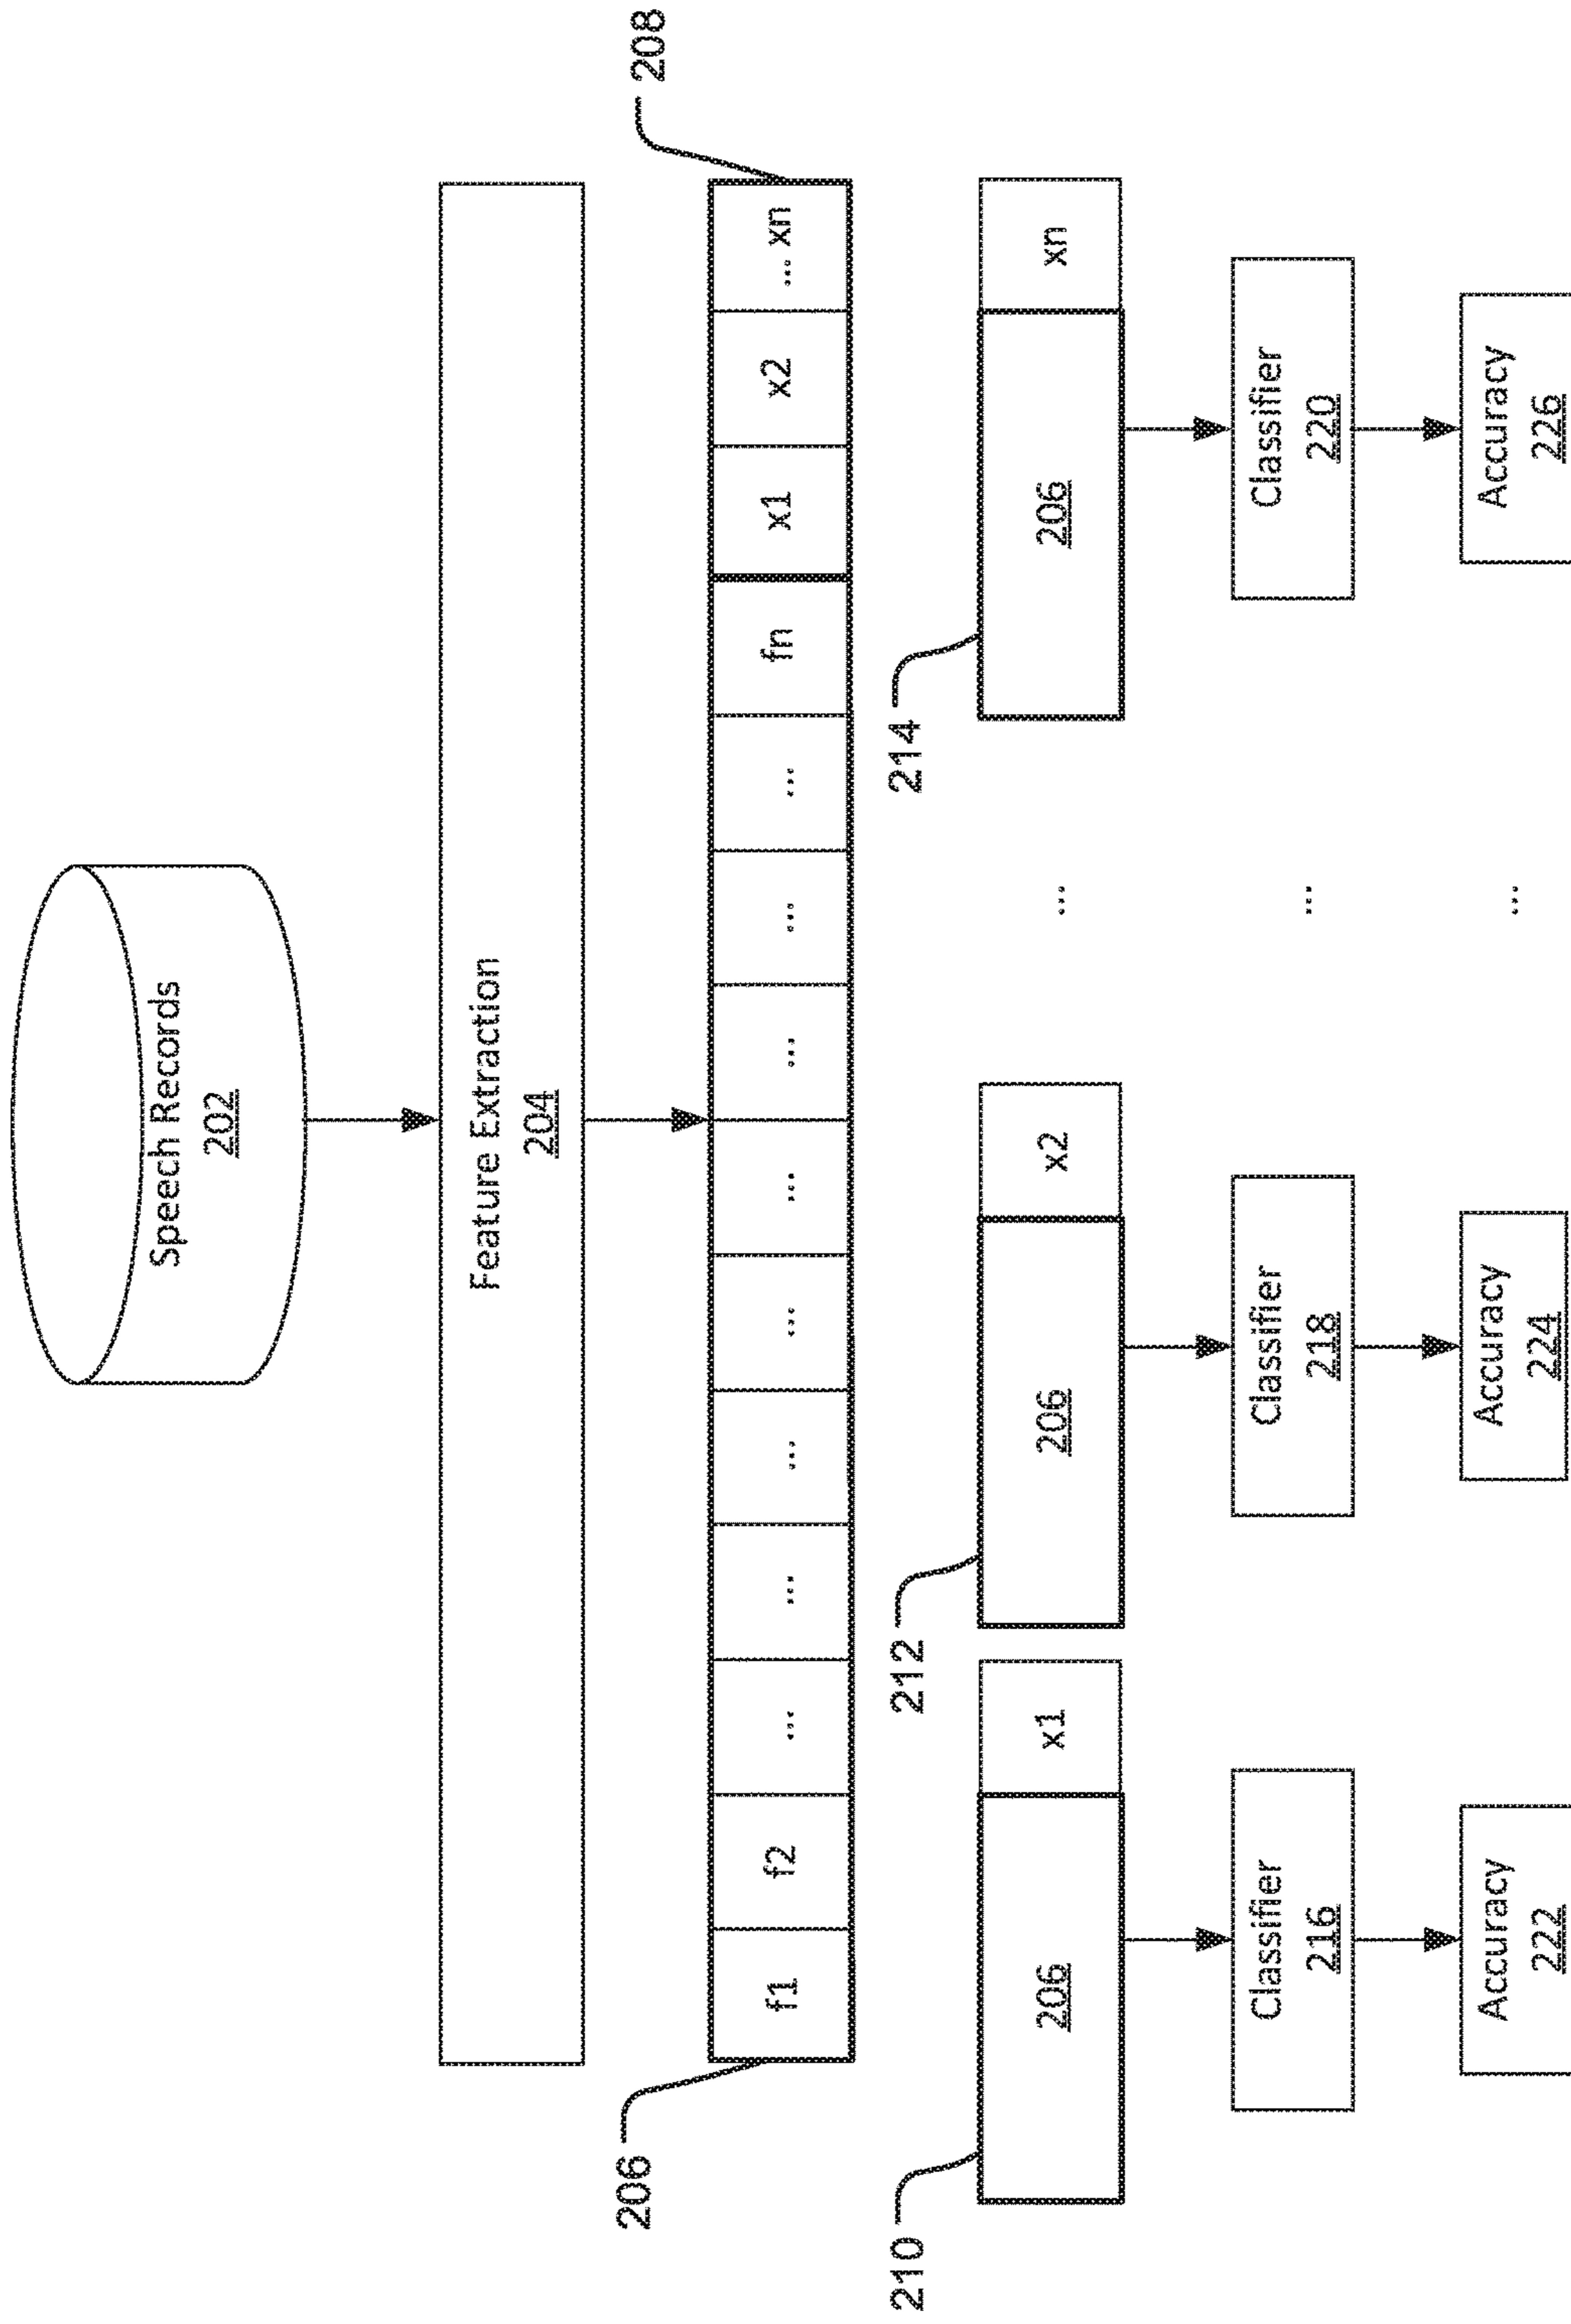 Speech Records
202
Feature Extraction
204
206
208
f1
f2
...
...
...
...
...
...
...
...
fn
x1
x2
... xn
210
212
214
206
x1
206
x2
...
206
xn
Classifier
216
Classifier
218
...
Classifier
220
Accuracy
222
Accuracy
224
...
Accuracy
226